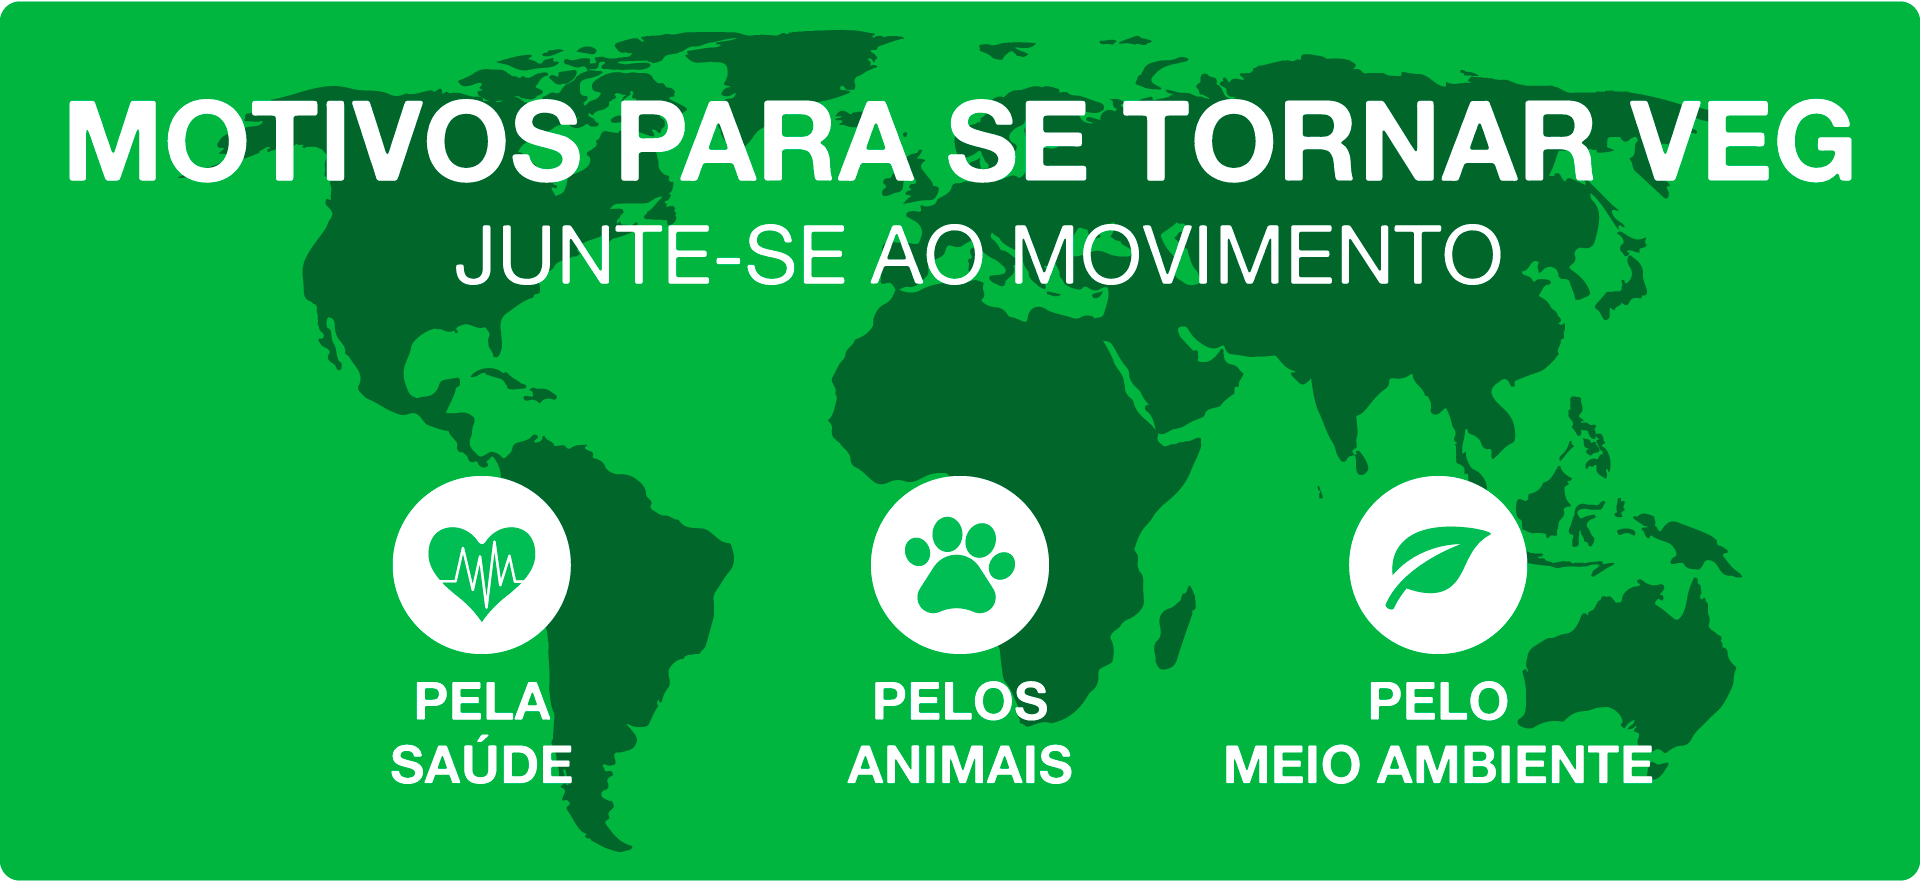 MOTIVOS PARA SE TORNAR VEG
JUNTE-SE AO MOVIMENTO
PELA
SAÚDE
PELOS
ANIMAIS
PELO
MEIO AMBIENTE